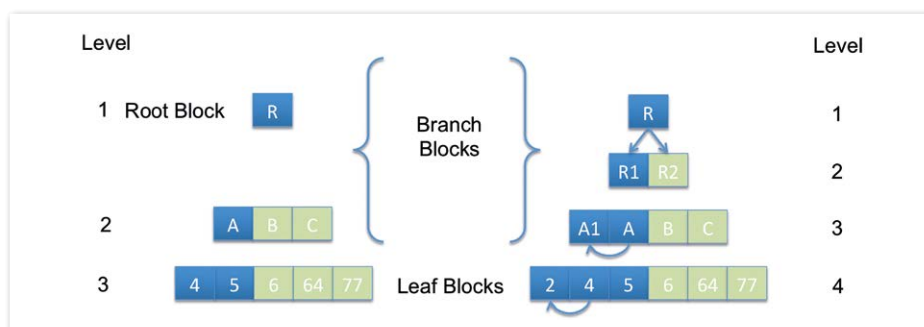 Level Level
1 Root Block R Branch Blocks R 1
R1 R2 2
2 A B C A1 A B C 3
3 4 5 6 64 77 Leaf Blocks 2 4 5 6 64 77 4